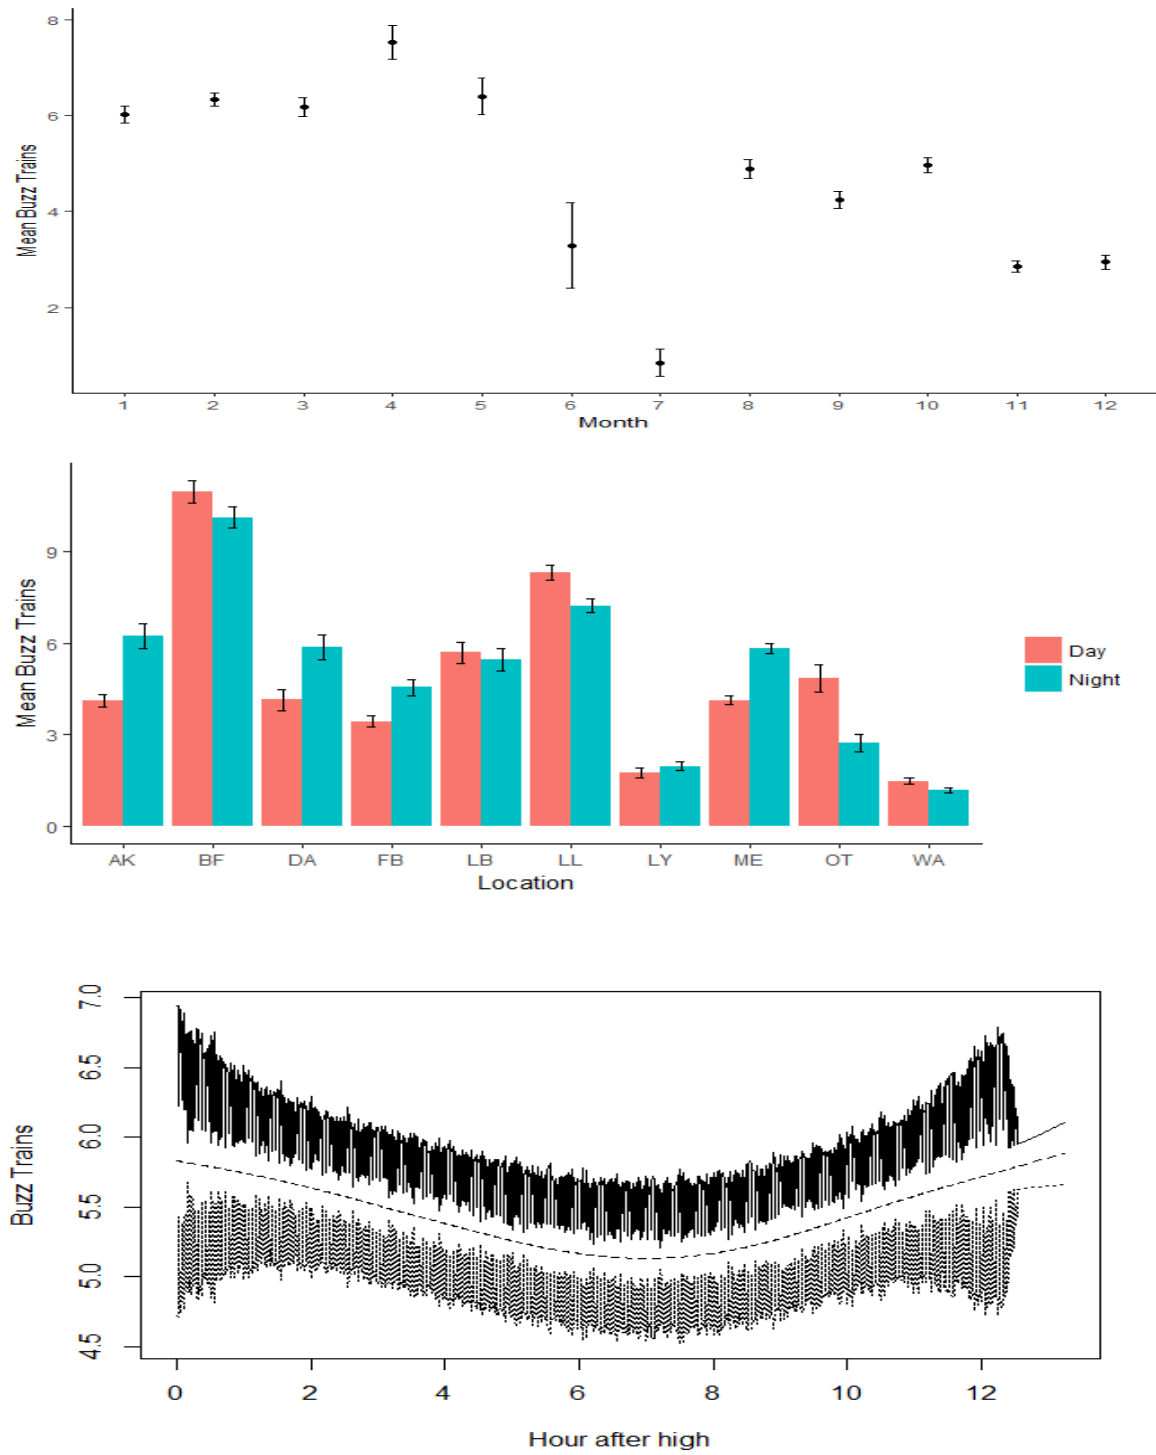 Mean Buzz Trains
8
6
4
2
1 2 3 4 5 6 7 8 9 10 11 12
Month
Mean Buzz Trains
9
6
3
0
AK BF DA FB LB LL LY ME OT WA
Location
Day
Night
Buzz Trains
7.0
6.5
6.0
5.5
5.0
4.5
0 2 4 6 8 10 12
Hour after high